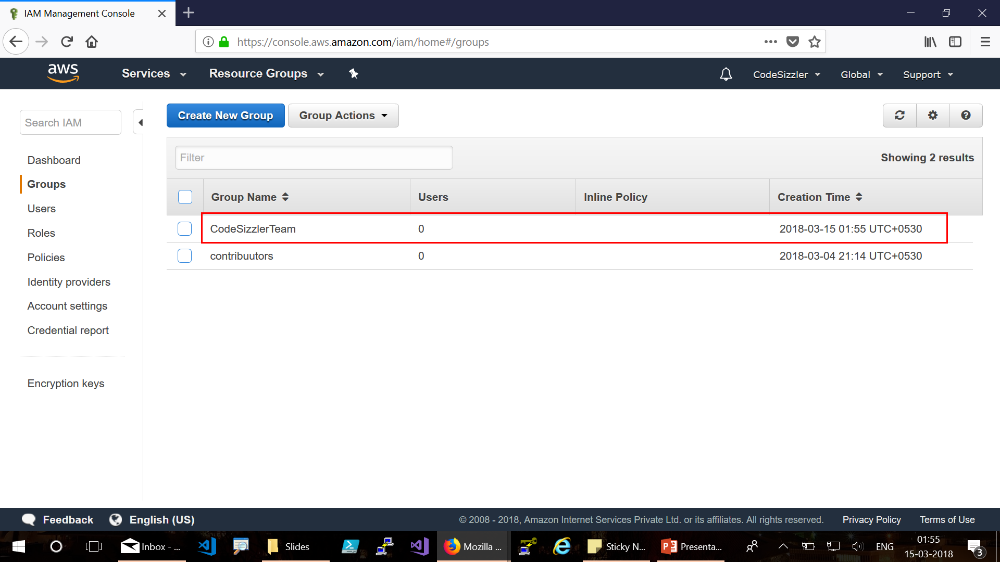 IAM Management Console
https://console.aws.amazon.com/iam/home#/groups
aws
Services
Resource Groups
CodeSizzler
Global
Support
Search IAM
Dashboard
Groups
Users
Roles
Policies
Identity providers
Account settings
Credential report
Encryption keys
Create New Group
Group Actions
Filter
Showing 2 results
Group Name Users Inline Policy Creation Time
CodeSizzlerTeam 0 2018-03-15 01:55 UTC+0530
contribuutors 0 2018-03-04 21:14 UTC+0530
Feedback
English (US)
© 2008 - 2018, Amazon Internet Services Private Ltd. or its affiliates. All rights reserved.
Privacy Policy
Terms of Use
Inbox - ...
Slides
Mozilla ...
Sticky N...
Presenta...
ENG
01:55
15-03-2018
3